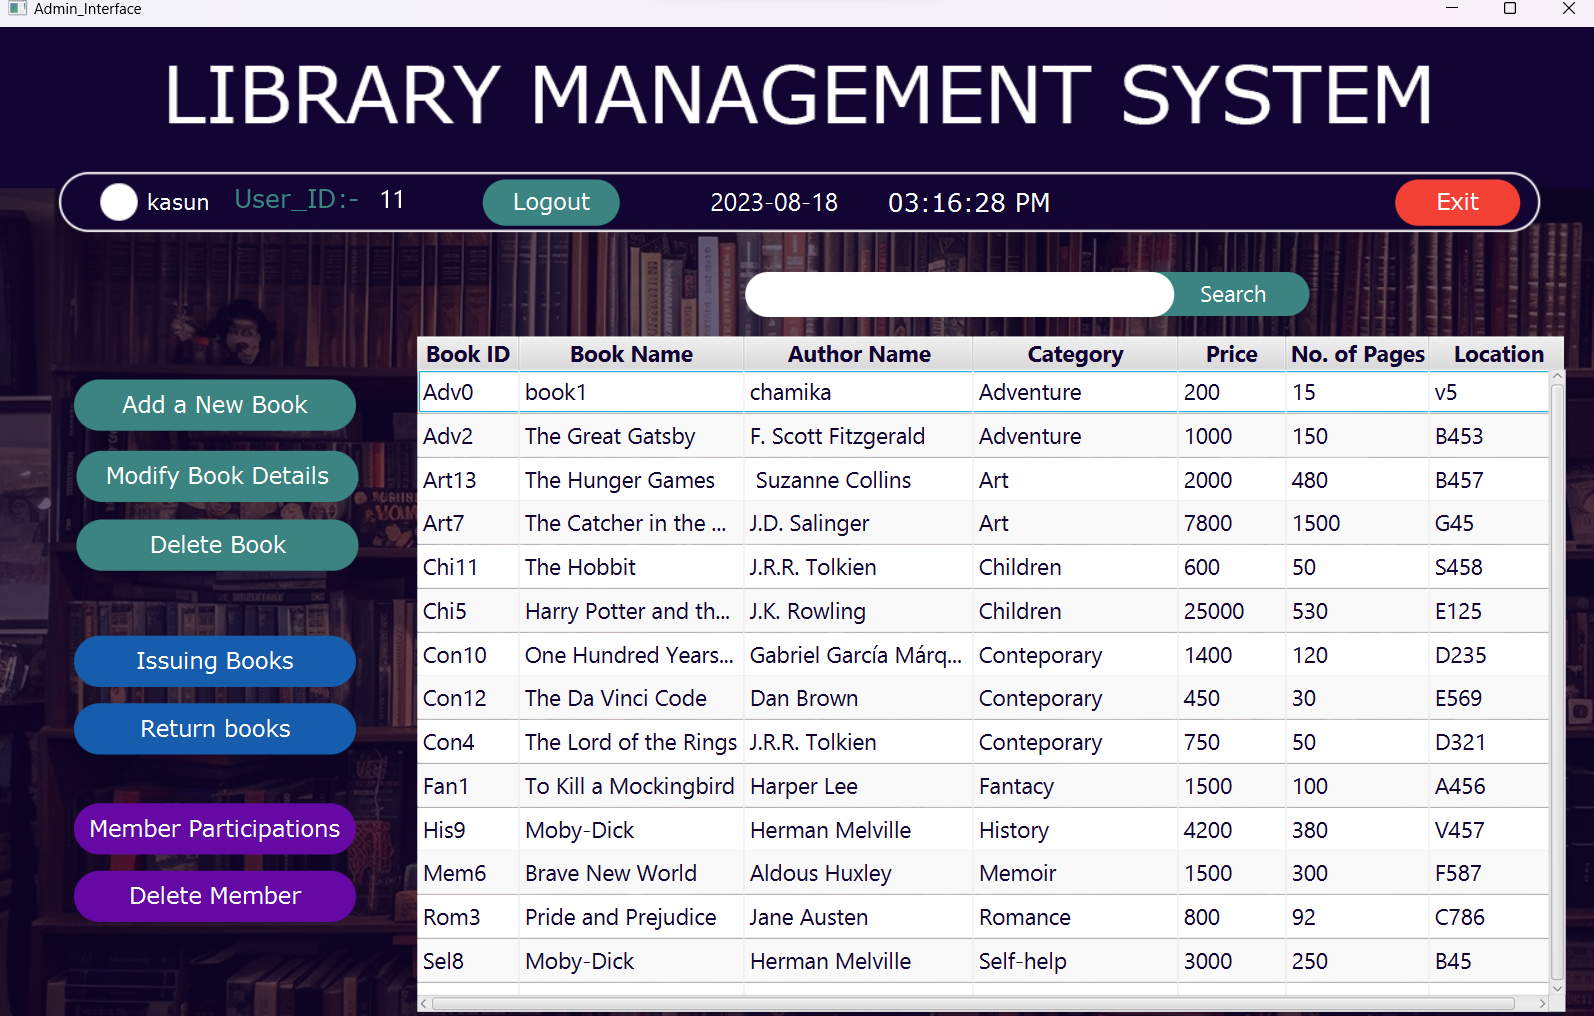 Admin_Interface
LIBRARY MANAGEMENT SYSTEM
kasun User_ID:- 11 Logout 2023-08-18 03:16:28 PM Exit
Search
Add a New Book
Modify Book Details
Delete Book
Issuing Books
Return books
Member Participations
Delete Member
Book ID Book Name Author Name Category Price No. of Pages Location
Adv0 book1 chamika Adventure 200 15 v5
Adv2 The Great Gatsby F. Scott Fitzgerald Adventure 1000 150 B453
Art13 The Hunger Games Suzanne Collins Art 2000 480 B457
Art7 The Catcher in the ... J.D. Salinger Art 7800 1500 G45
Chi11 The Hobbit J.R.R. Tolkien Children 600 50 S458
Chi5 Harry Potter and th... J.K. Rowling Children 25000 530 E125
Con10 One Hundred Years... Gabriel García Márq... Conteporary 1400 120 D235
Con12 The Da Vinci Code Dan Brown Conteporary 450 30 E569
Con4 The Lord of the Rings J.R.R. Tolkien Conteporary 750 50 D321
Fan1 To Kill a Mockingbird Harper Lee Fantacy 1500 100 A456
His9 Moby-Dick Herman Melville History 4200 380 V457
Mem6 Brave New World Aldous Huxley Memoir 1500 300 F587
Rom3 Pride and Prejudice Jane Austen Romance 800 92 C786
Sel8 Moby-Dick Herman Melville Self-help 3000 250 B45